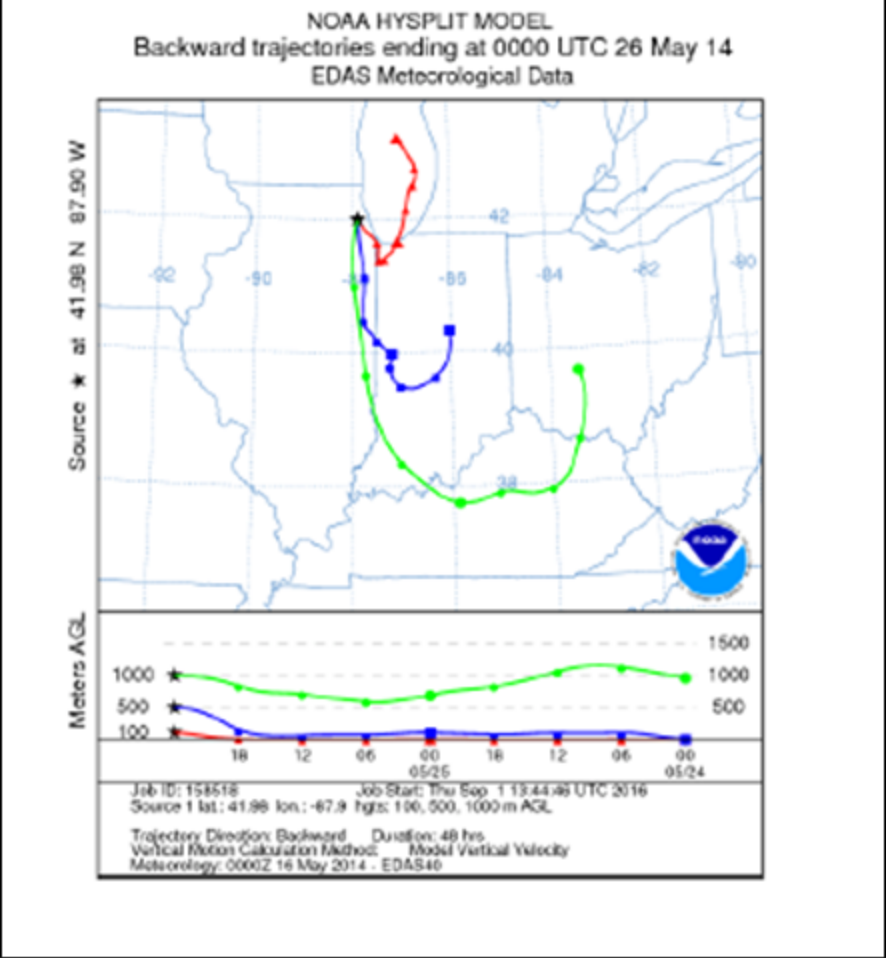 NOAA HYSPLIT MODEL
Backward trajectories ending at 0000 UTC 26 May 14
EDAS Meteorological Data
Source ★ at 41.98 N 87.90 W
42
-92 -90 -86 -84 -82 -80
40
38
noaa
Meters AGL
1500
1000 1000
500 500
100
18 12 06 00 18 12 06 00
05/25 05/24
Job ID: 158518 Job Start: Thu Sep 1 13:44:46 UTC 2016
Source 1 lat.: 41.98 lon.: -87.9 hgts: 100, 500, 1000 m AGL
Trajectory Direction: Backward Duration: 48 hrs
Vertical Motion Calculation Method: Model Vertical Velocity
Meteorology: 0000Z 16 May 2014 - EDAS40